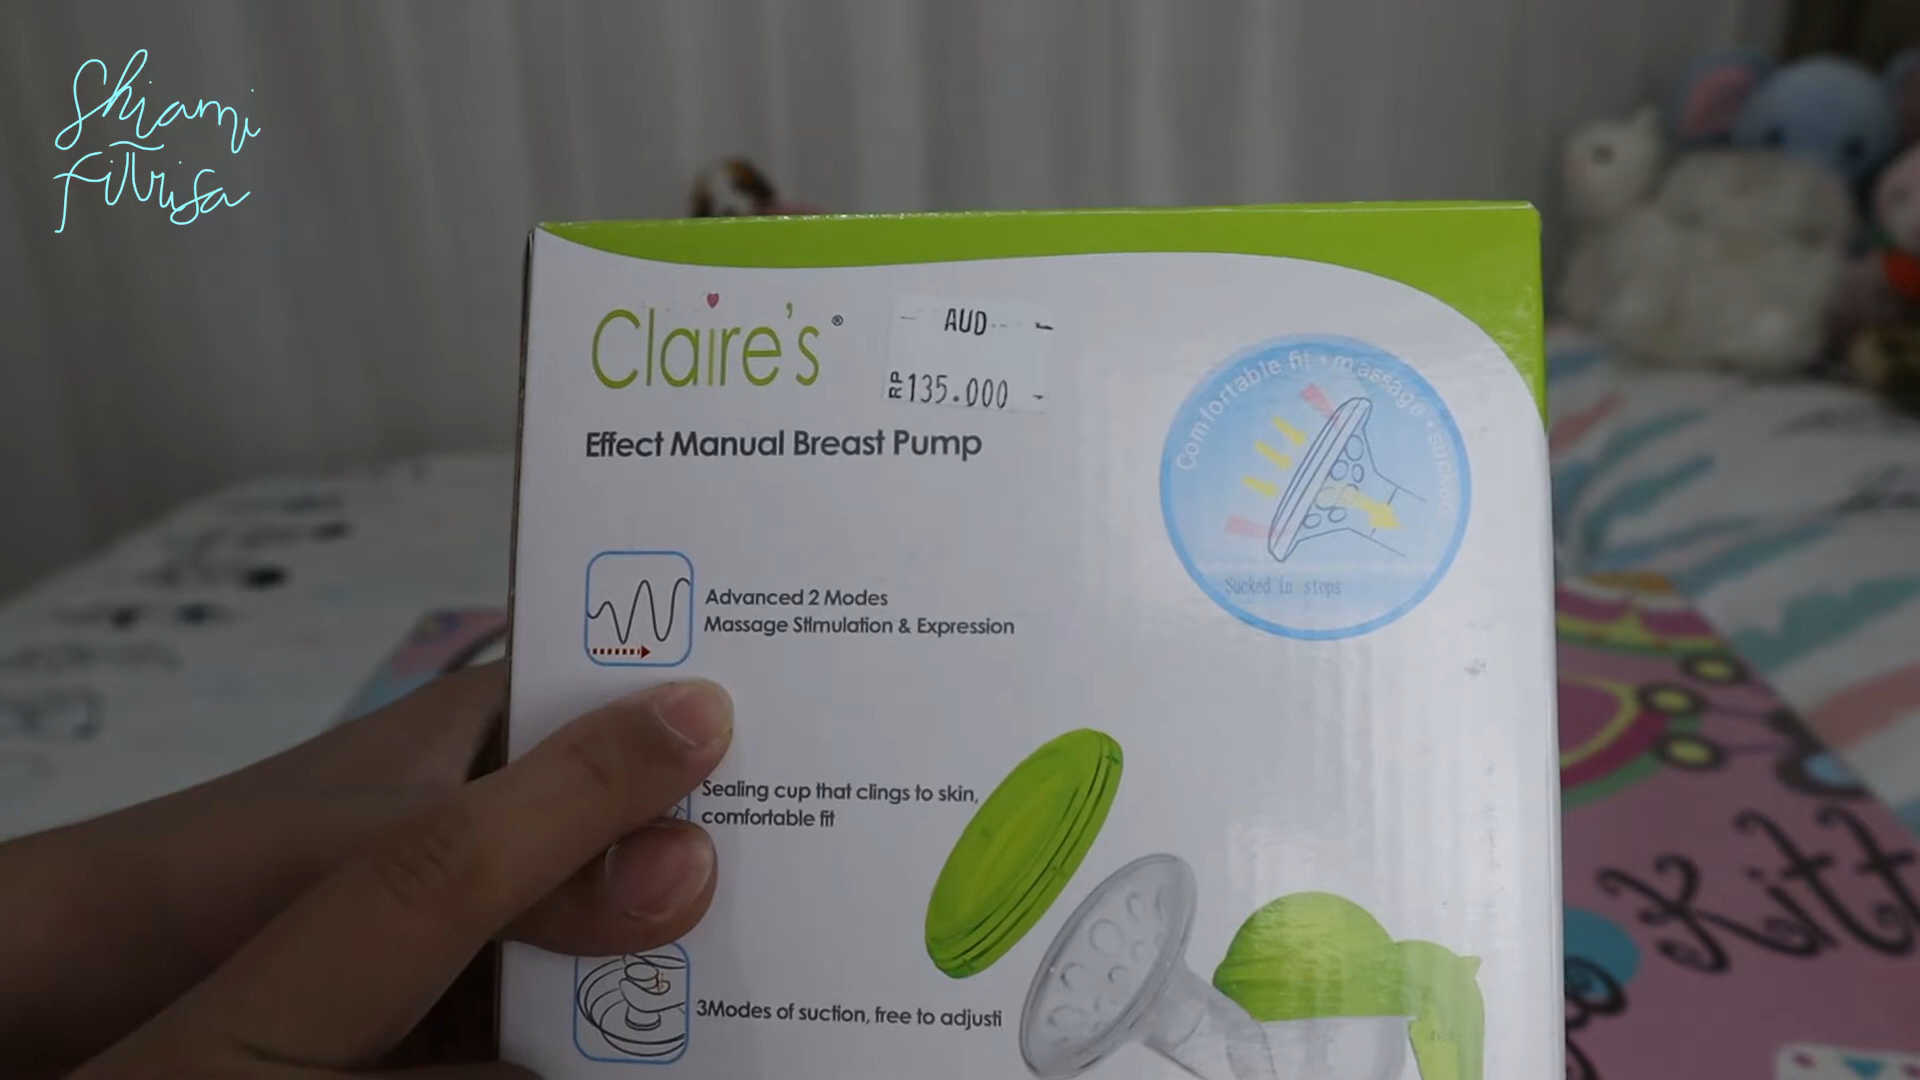 Shiami
Fitrisa
Claire's®
AUD
RP 135.000 -
Effect Manual Breast Pump
Comfortable fit • massage •
Sucked in steps
Advanced 2 Modes
Massage Stimulation & Expression
Sealing cup that clings to skin,
comfortable fit
3Modes of suction, free to adjusti
Kitt